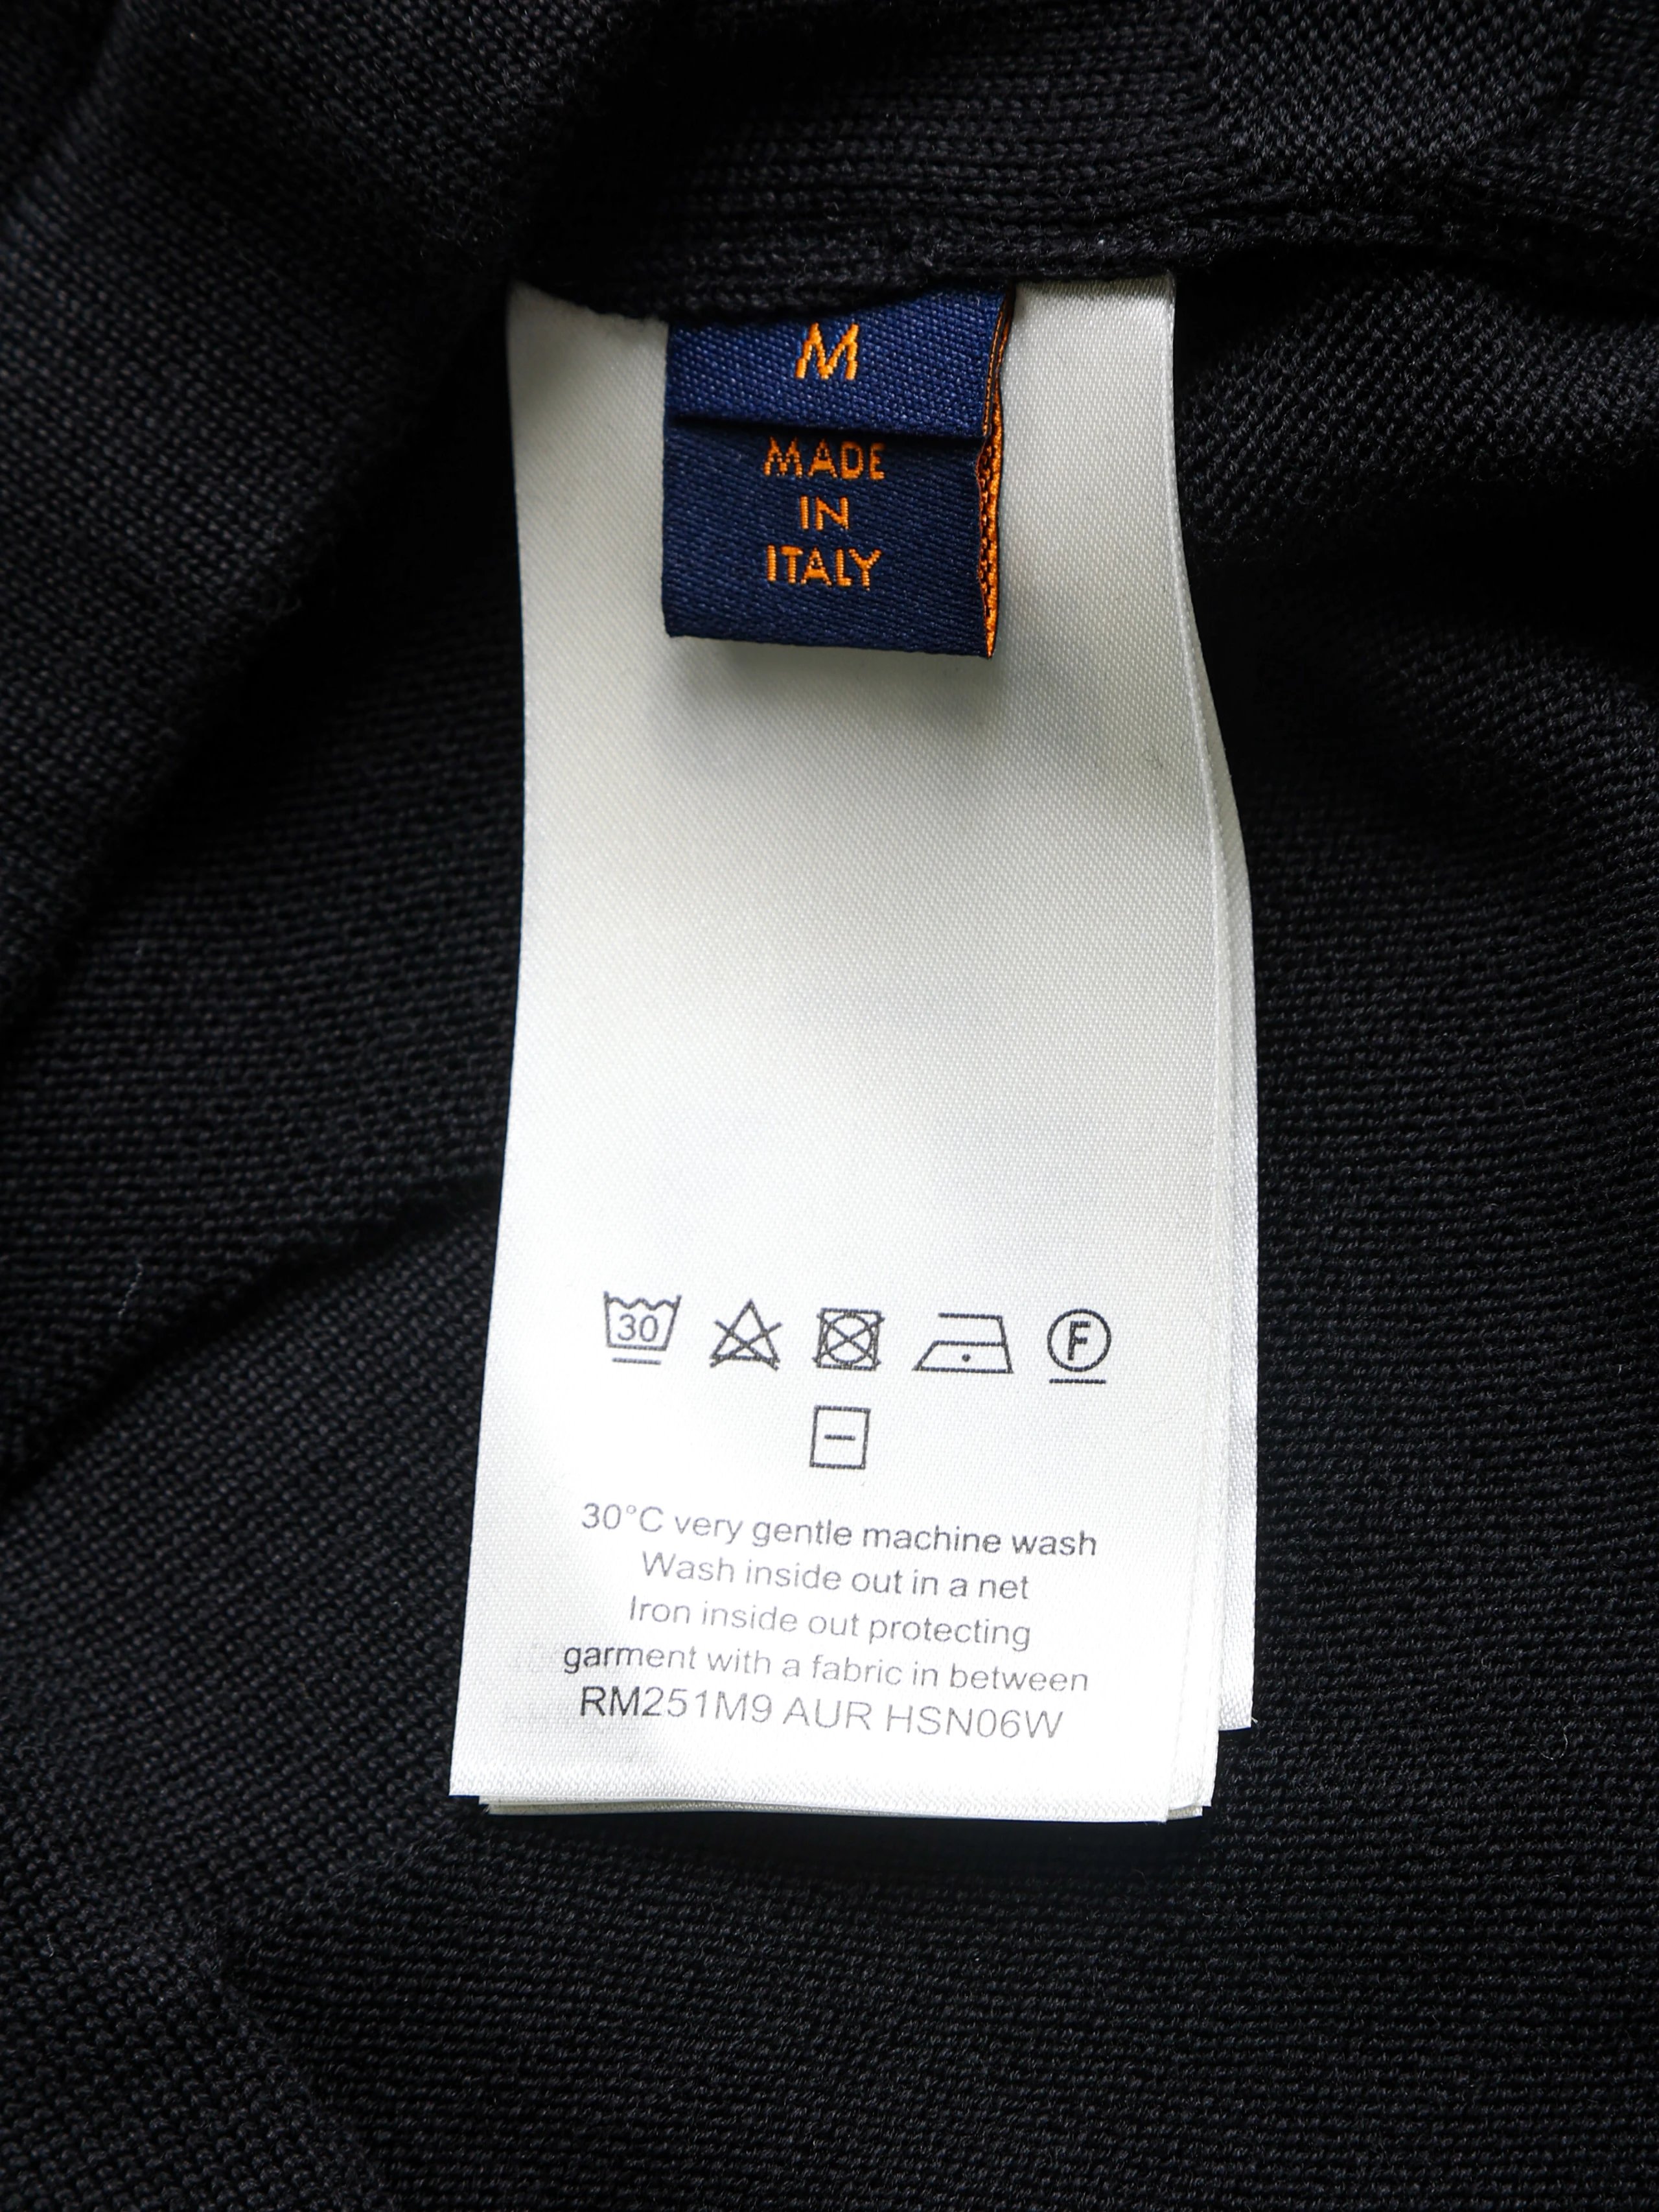 M
MADE
IN
ITALY
30
F
30°C very gentle machine wash
Wash inside out in a net
Iron inside out protecting
garment with a fabric in between
RM251M9 AUR HSN06W